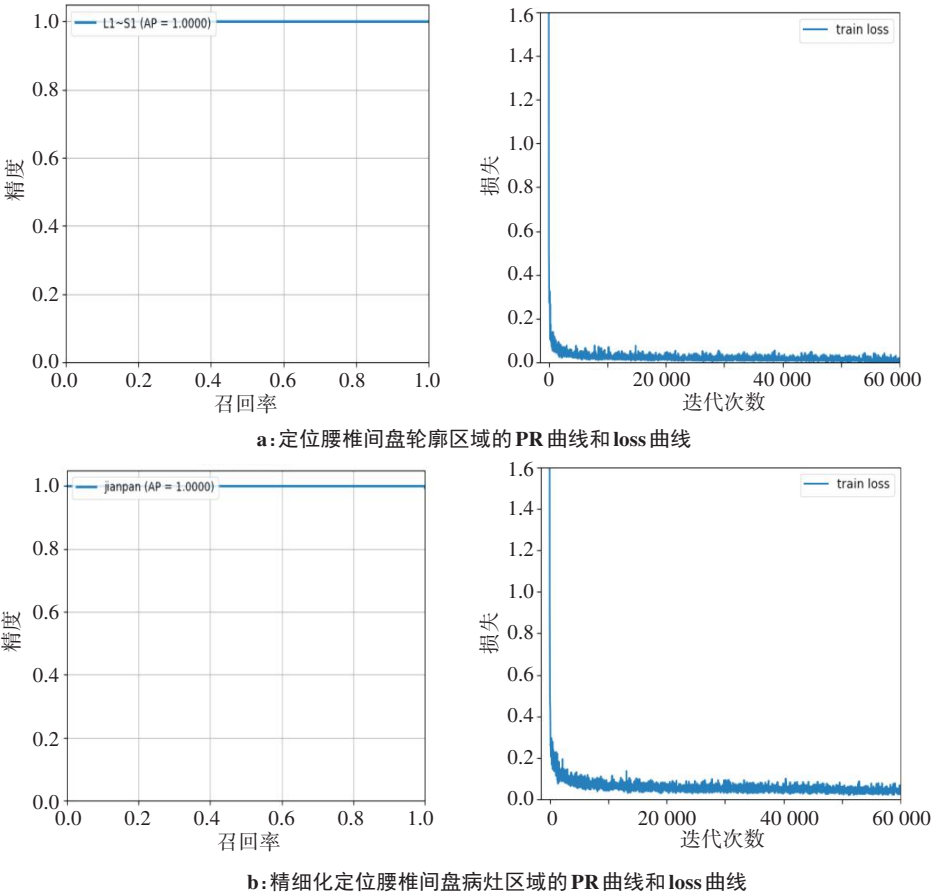 L1~S1 (AP = 1.0000)
1.0
0.8
0.6
0.4
0.2
0.0
精度
0.0 0.2 0.4 0.6 0.8 1.0
召回率
train loss
1.6
1.4
1.2
1.0
0.8
0.6
0.4
0.2
0.0
损失
0 20 000 40 000 60 000
迭代次数
a:定位腰椎间盘轮廓区域的PR曲线和loss曲线
jianpan (AP = 1.0000)
1.0
0.8
0.6
0.4
0.2
0.0
精度
0.0 0.2 0.4 0.6 0.8 1.0
召回率
train loss
1.6
1.4
1.2
1.0
0.8
0.6
0.4
0.2
0.0
损失
0 20 000 40 000 60 000
迭代次数
b:精细化定位腰椎间盘病灶区域的PR曲线和loss曲线